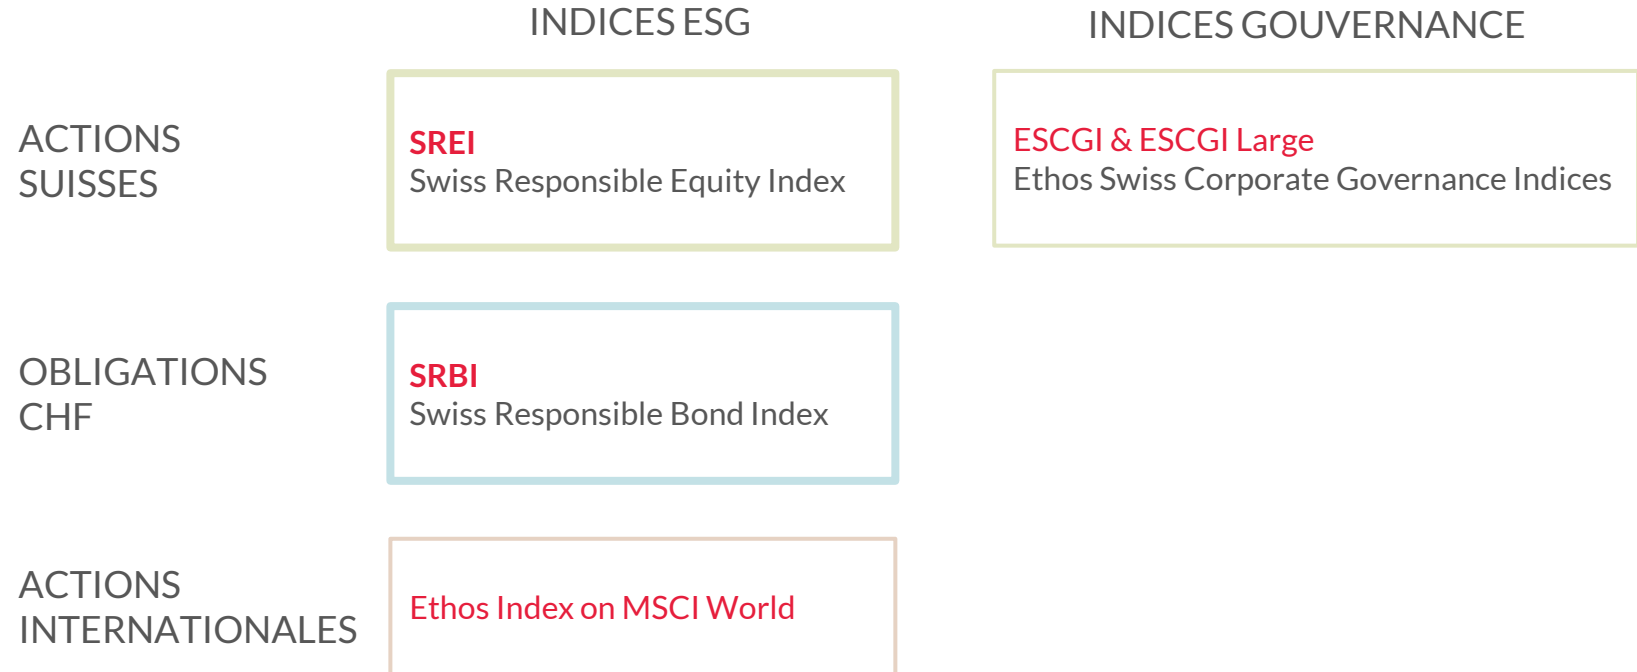 INDICES ESG
INDICES GOUVERNANCE
ACTIONS
SUISSES
SREI
Swiss Responsible Equity Index
ESCGI & ESCGI Large
Ethos Swiss Corporate Governance Indices
OBLIGATIONS
CHF
SRBI
Swiss Responsible Bond Index
ACTIONS
INTERNATIONALES
Ethos Index on MSCI World